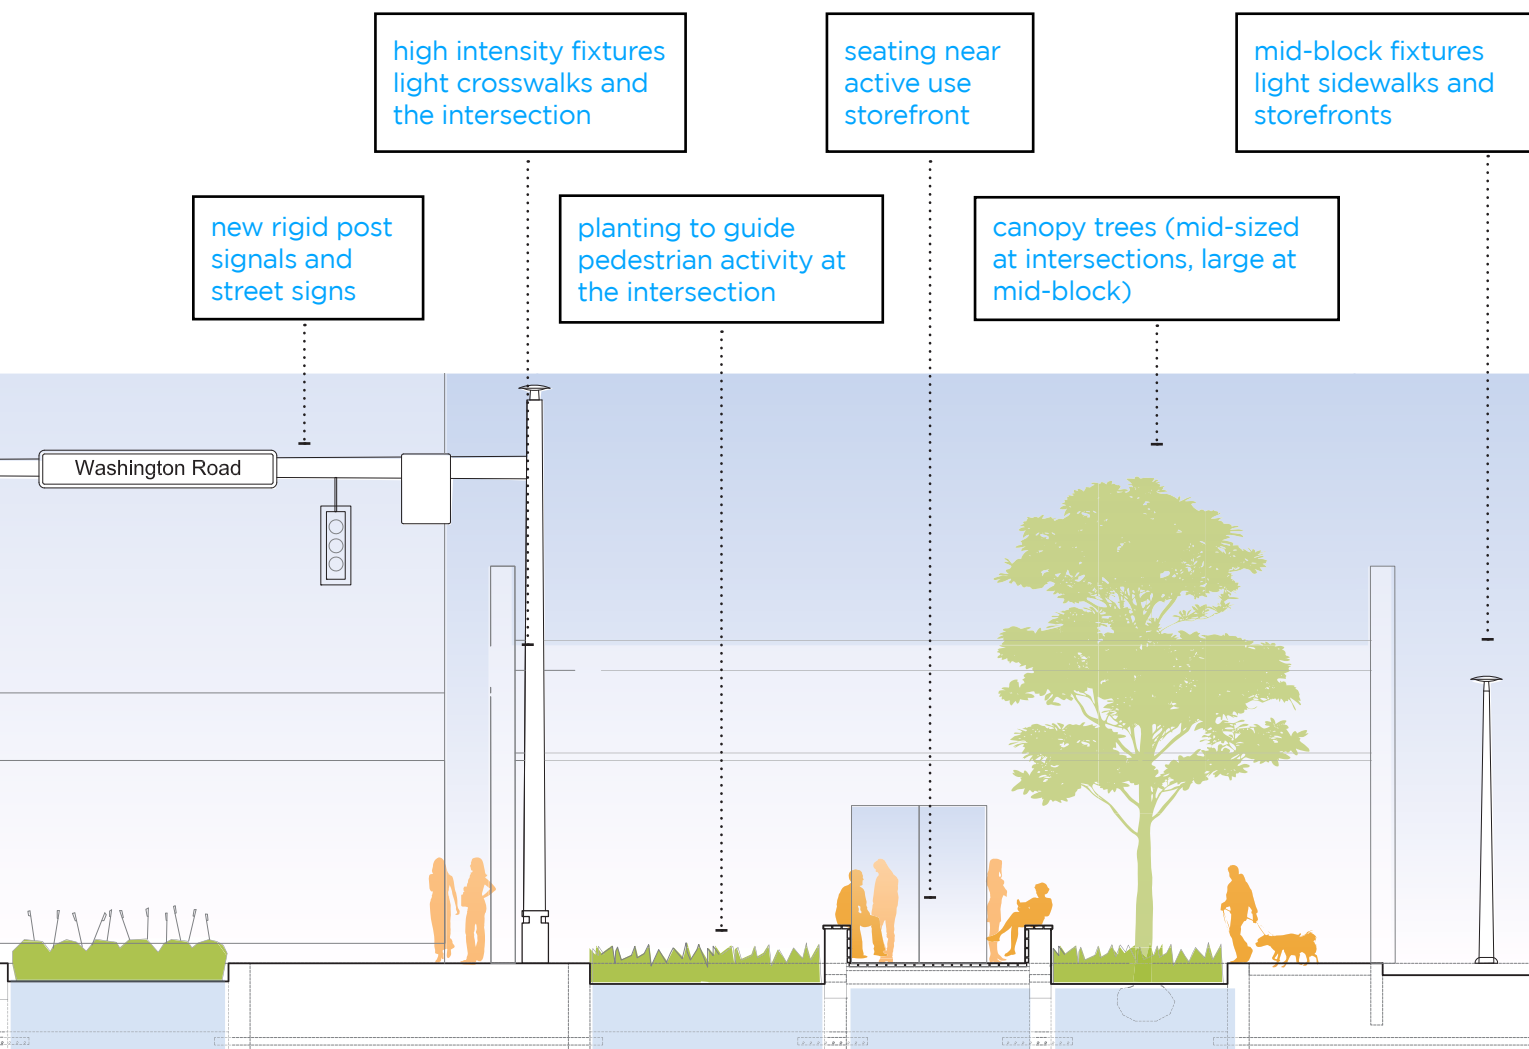 high intensity fixtures
light crosswalks and
the intersection
seating near
active use
storefront
mid-block fixtures
light sidewalks and
storefronts
new rigid post
signals and
street signs
planting to guide
pedestrian activity at
the intersection
canopy trees (mid-sized
at intersections, large at
mid-block)
Washington Road